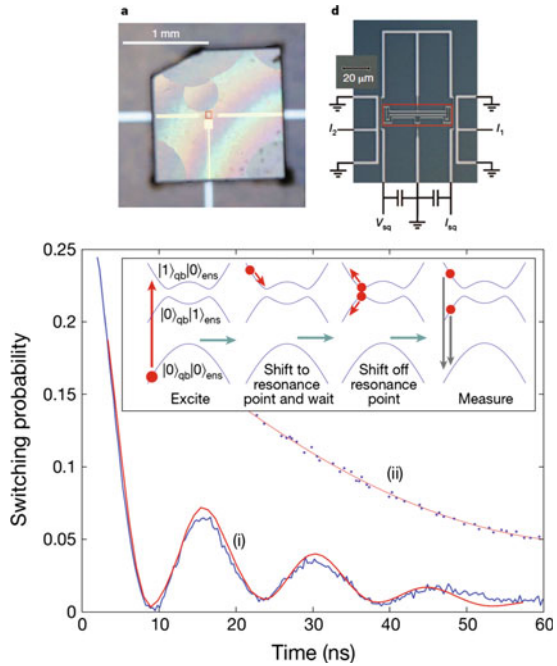 a
d
1 mm
20 μm
I2
I1
Vsq
Isq
0.25
0.2
0.15
0.1
0.05
0
|1⟩qb|0⟩ens
|0⟩qb|1⟩ens
|0⟩qb|0⟩ens
Excite
Shift to
resonance
point and wait
Shift off
resonance
point
Measure
(ii)
(i)
Switching probability
0
10
20
30
40
50
60
Time (ns)